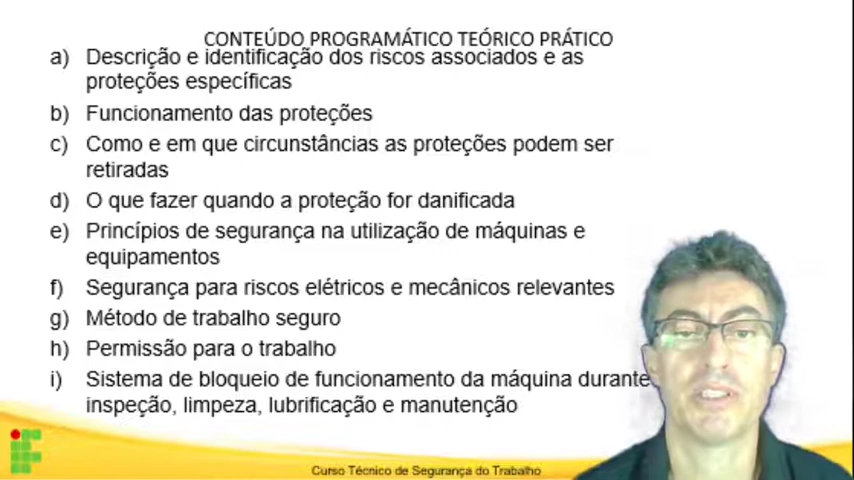 CONTEÚDO PROGRAMÁTICO TEÓRICO PRÁTICO
a) Descrição e identificação dos riscos associados e as
proteções específicas
b) Funcionamento das proteções
c) Como e em que circunstâncias as proteções podem ser
retiradas
d) O que fazer quando a proteção for danificada
e) Princípios de segurança na utilização de máquinas e
equipamentos
f) Segurança para riscos elétricos e mecânicos relevantes
g) Método de trabalho seguro
h) Permissão para o trabalho
i) Sistema de bloqueio de funcionamento da máquina durante
inspeção, limpeza, lubrificação e manutenção
Curso Técnico de Segurança do Trabalho